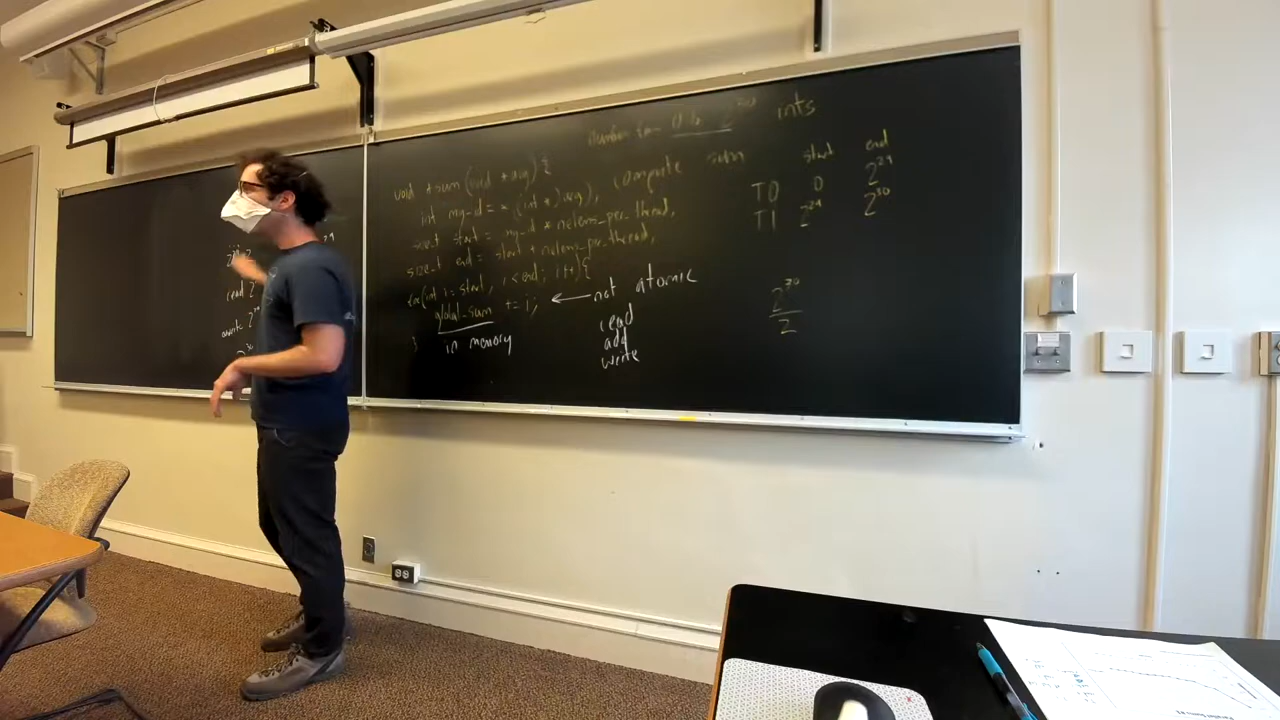 2^30 ints
compute sum
start end
T0 0 2^29
T1 2^29 2^30
void *sum(void *arg) {
int my_id = *(int *) arg);
size_t start = my_id * nelems_per_thread,
size_t end = start + nelems_per_thread,
for(int i = start, i < end; i++) {
global_sum += i; ← not atomic
}
in memory
read
add
write
2^30
2
read
write